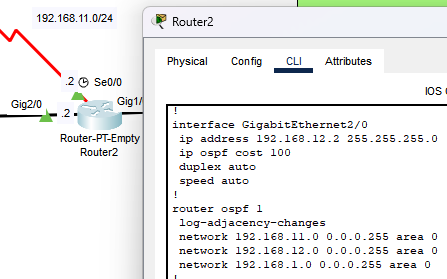 192.168.11.0/24
.2
Se0/0
Gig2/0
.2
Gig1/
Router-PT-Empty
Router2
Router2
Physical
Config
CLI
Attributes
IOS C
!
interface GigabitEthernet2/0
ip address 192.168.12.2 255.255.255.0
ip ospf cost 100
duplex auto
speed auto
!
router ospf 1
log-adjacency-changes
network 192.168.11.0 0.0.0.255 area 0
network 192.168.12.0 0.0.0.255 area 0
network 192.168.1.0 0.0.0.255 area 0
!